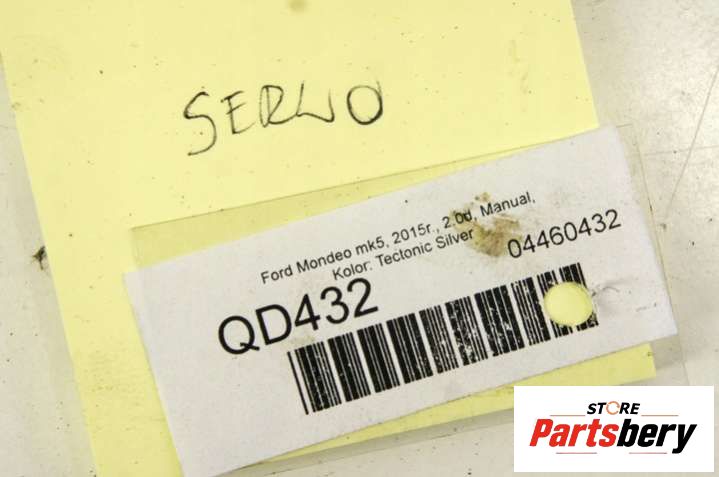 SERWO
Ford Mondeo mk5, 2015r., 2.0d, Manual,
Kolor: Tectonic Silver
QD432
04460432
STORE
Partsbery